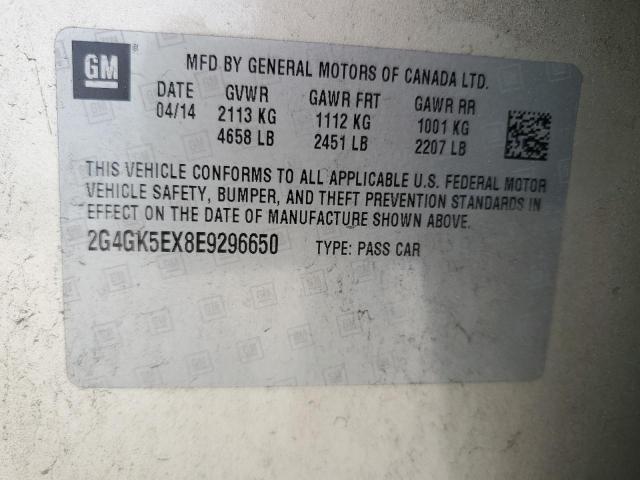 GM ®
MFD BY GENERAL MOTORS OF CANADA LTD.
DATE GVWR GAWR FRT GAWR RR
04/14 2113 KG 1112 KG 1001 KG
4658 LB 2451 LB 2207 LB
THIS VEHICLE CONFORMS TO ALL APPLICABLE U.S. FEDERAL MOTOR
VEHICLE SAFETY, BUMPER, AND THEFT PREVENTION STANDARDS IN
EFFECT ON THE DATE OF MANUFACTURE SHOWN ABOVE.
2G4GK5EX8E9296650 TYPE: PASS CAR